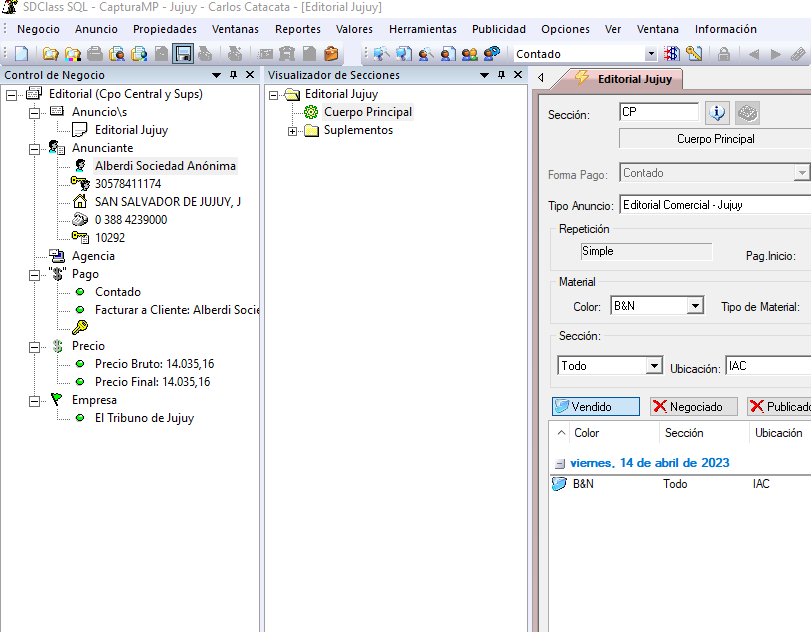 SDClass SQL - CapturaMP - Jujuy - Carlos Catacata - [Editorial Jujuy]
Negocio Anuncio Propiedades Ventanas Reportes Valores Herramientas Publicidad Opciones Ver Ventana Información
Contado
Control de Negocio
Editorial (Cpo Central y Sups)
Anuncio\s
Editorial Jujuy
Anunciante
Alberdi Sociedad Anónima
30578411174
SAN SALVADOR DE JUJUY, J
0 388 4239000
10292
Agencia
Pago
Contado
Facturar a Cliente: Alberdi Socie
Precio
Precio Bruto: 14.035,16
Precio Final: 14.035,16
Empresa
El Tribuno de Jujuy
Visualizador de Secciones
Editorial Jujuy
Cuerpo Principal
Suplementos
Editorial Jujuy
Sección: CP
Cuerpo Principal
Forma Pago: Contado
Tipo Anuncio: Editorial Comercial - Jujuy
Repetición
Simple Pag.Inicio:
Material
Color: B&N Tipo de Material:
Sección:
Todo Ubicación: IAC
Vendido Negociado Publicado
Color Sección Ubicación
viernes, 14 de abril de 2023
B&N Todo IAC